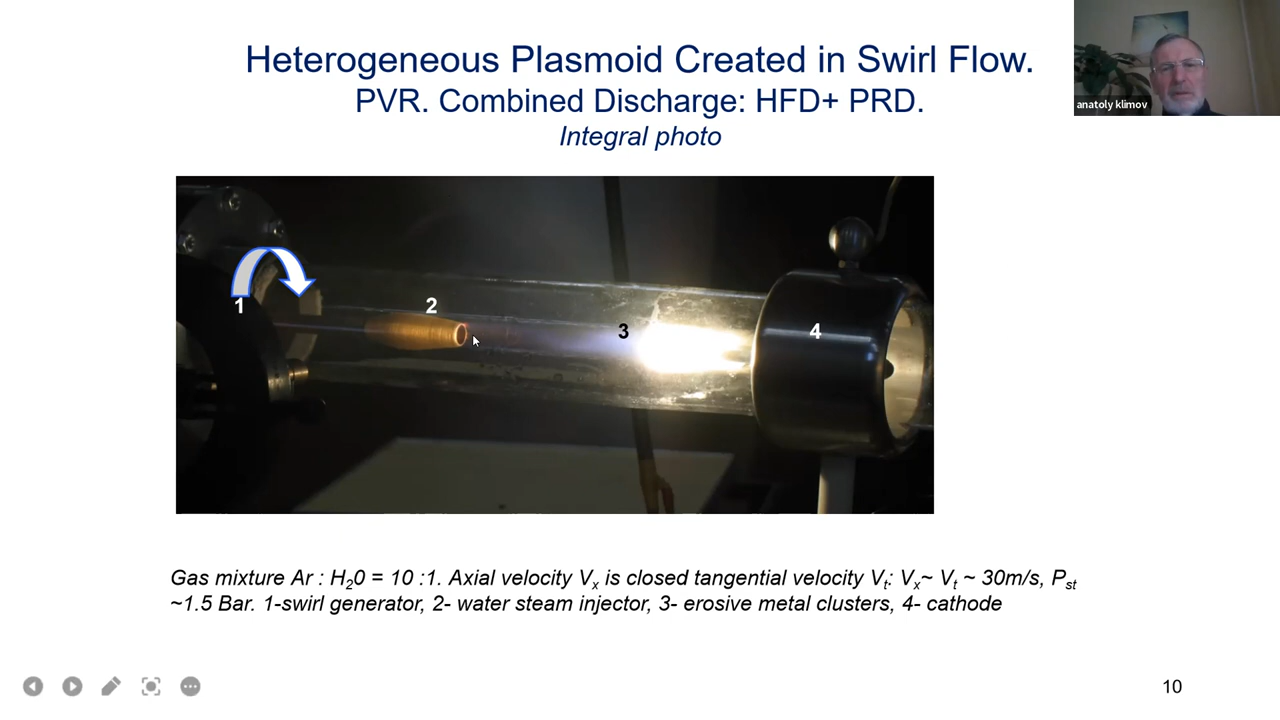 Heterogeneous Plasmoid Created in Swirl Flow.
PVR. Combined Discharge: HFD+ PRD.
Integral photo
anatoly klimov
1
2
3
4
Gas mixture Ar : H₂0 = 10 :1. Axial velocity Vₓ is closed tangential velocity Vₜ: Vₓ~ Vₜ ~ 30m/s, Pₛₜ
~1.5 Bar. 1-swirl generator, 2- water steam injector, 3- erosive metal clusters, 4- cathode
10